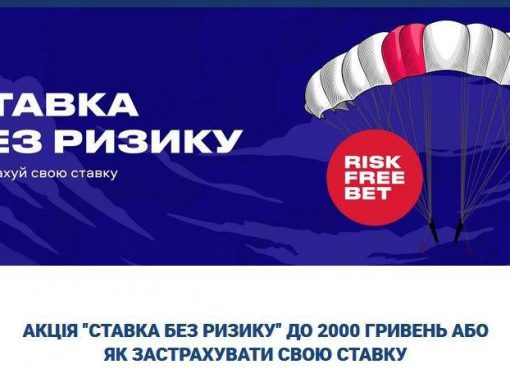 ТАВКА
ЕЗ РИЗИКУ
ахуй свою ставку
RISK
FREE
BET
АКЦІЯ "СТАВКА БЕЗ РИЗИКУ" ДО 2000 ГРИВЕНЬ АБО
ЯК ЗАСТРАХУВАТИ СВОЮ СТАВКУ